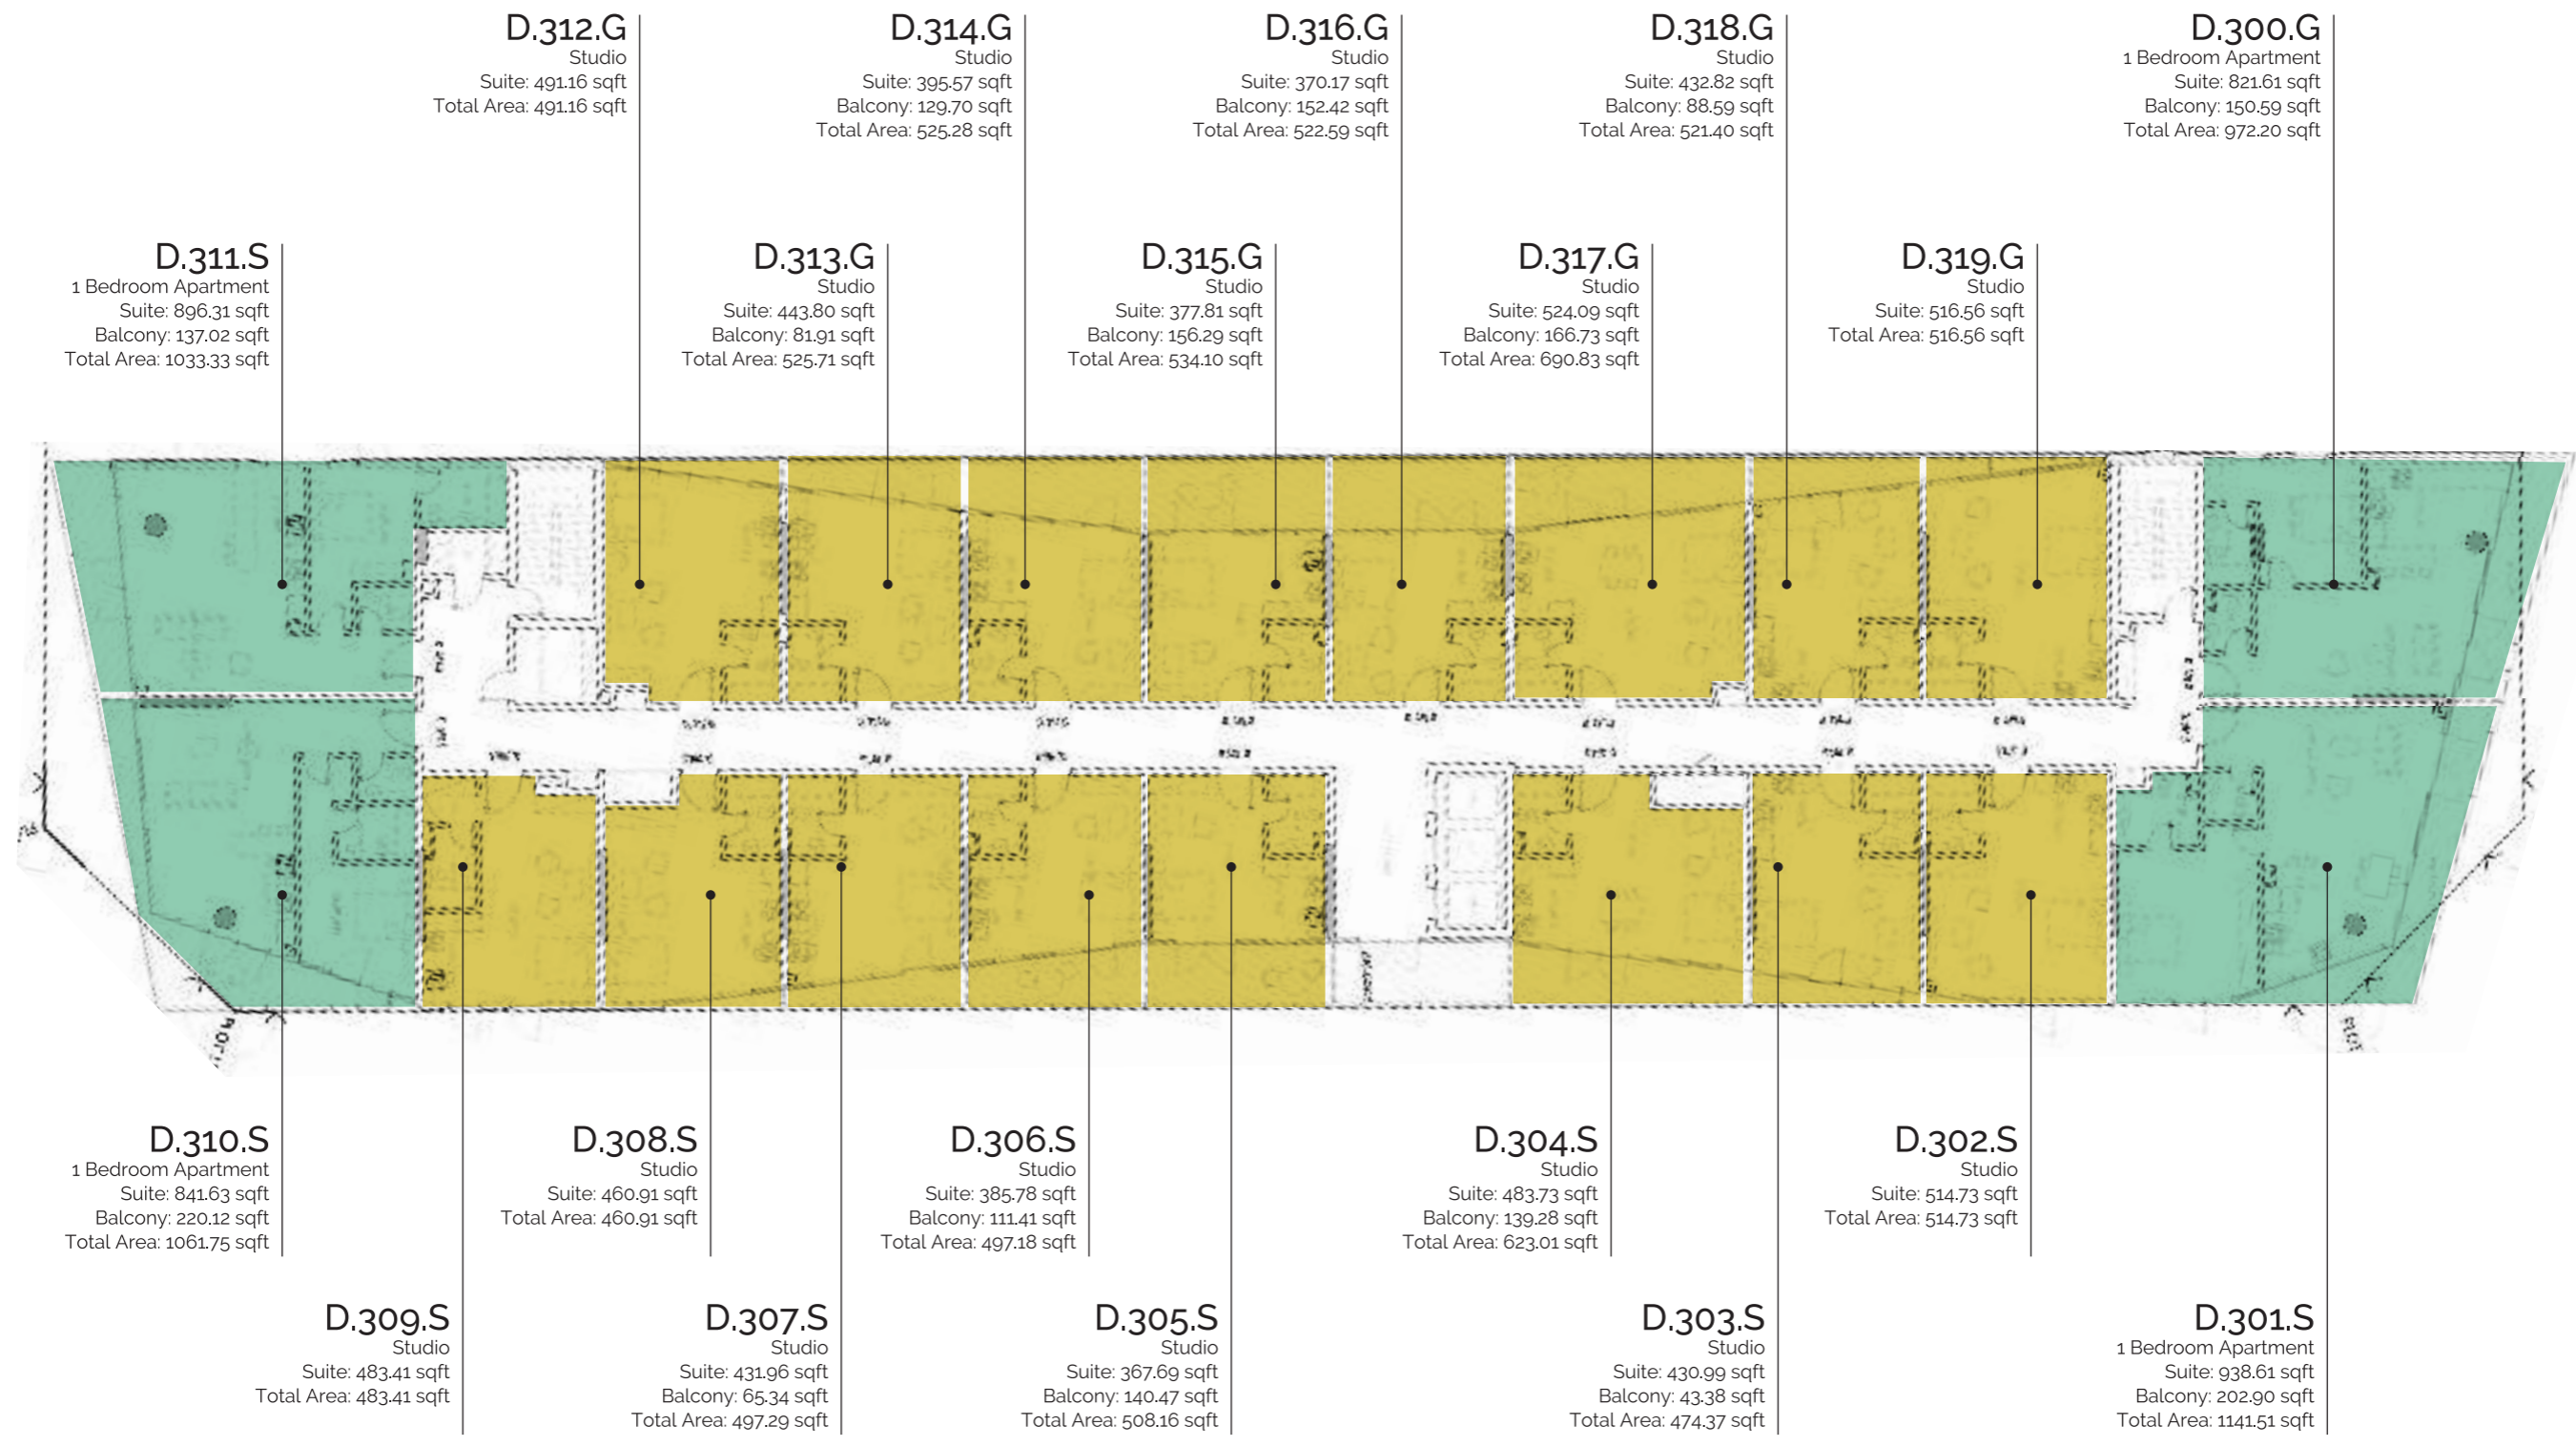 D.312.G
Studio
Suite: 491.16 sqft
Total Area: 491.16 sqft
D.314.G
Studio
Suite: 395.57 sqft
Balcony: 129.70 sqft
Total Area: 525.28 sqft
D.316.G
Studio
Suite: 370.17 sqft
Balcony: 152.42 sqft
Total Area: 522.59 sqft
D.318.G
Studio
Suite: 432.82 sqft
Balcony: 88.59 sqft
Total Area: 521.40 sqft
D.300.G
1 Bedroom Apartment
Suite: 821.61 sqft
Balcony: 150.59 sqft
Total Area: 972.20 sqft
D.311.S
1 Bedroom Apartment
Suite: 896.31 sqft
Balcony: 137.02 sqft
Total Area: 1033.33 sqft
D.313.G
Studio
Suite: 443.80 sqft
Balcony: 81.91 sqft
Total Area: 525.71 sqft
D.315.G
Studio
Suite: 377.81 sqft
Balcony: 156.29 sqft
Total Area: 534.10 sqft
D.317.G
Studio
Suite: 524.09 sqft
Balcony: 166.73 sqft
Total Area: 690.83 sqft
D.319.G
Studio
Suite: 516.56 sqft
Total Area: 516.56 sqft
D.310.S
1 Bedroom Apartment
Suite: 841.63 sqft
Balcony: 220.12 sqft
Total Area: 1061.75 sqft
D.308.S
Studio
Suite: 460.91 sqft
Total Area: 460.91 sqft
D.306.S
Studio
Suite: 385.78 sqft
Balcony: 111.41 sqft
Total Area: 497.18 sqft
D.304.S
Studio
Suite: 483.73 sqft
Balcony: 139.28 sqft
Total Area: 623.01 sqft
D.302.S
Studio
Suite: 514.73 sqft
Total Area: 514.73 sqft
D.309.S
Studio
Suite: 483.41 sqft
Total Area: 483.41 sqft
D.307.S
Studio
Suite: 431.96 sqft
Balcony: 65.34 sqft
Total Area: 497.29 sqft
D.305.S
Studio
Suite: 367.69 sqft
Balcony: 140.47 sqft
Total Area: 508.16 sqft
D.303.S
Studio
Suite: 430.99 sqft
Balcony: 43.38 sqft
Total Area: 474.37 sqft
D.301.S
1 Bedroom Apartment
Suite: 938.61 sqft
Balcony: 202.90 sqft
Total Area: 1141.51 sqft